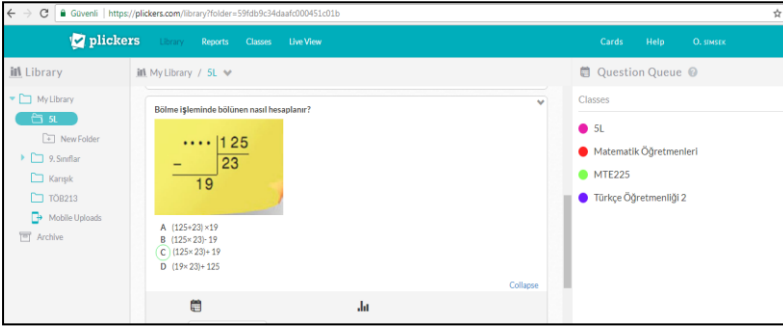 Güvenli https://plickers.com/library?folder=59fdb9c34daafc000451c01b
plickers Library Reports Classes Live View Cards Help O. SIMSEK
Library
My Library / 5L
Question Queue
My Library
5L
New Folder
9. Sınıflar
Karışık
TÖB213
Mobile Uploads
Archive
Bölme işleminde bölünen nasıl hesaplanır?
•••• 125
– 23
19
A (125+23) ×19
B (125×23)- 19
C (125×23)+ 19
D (19×23)+ 125
Collapse
Classes
5L
Matematik Öğretmenleri
MTE225
Türkçe Öğretmenliği 2